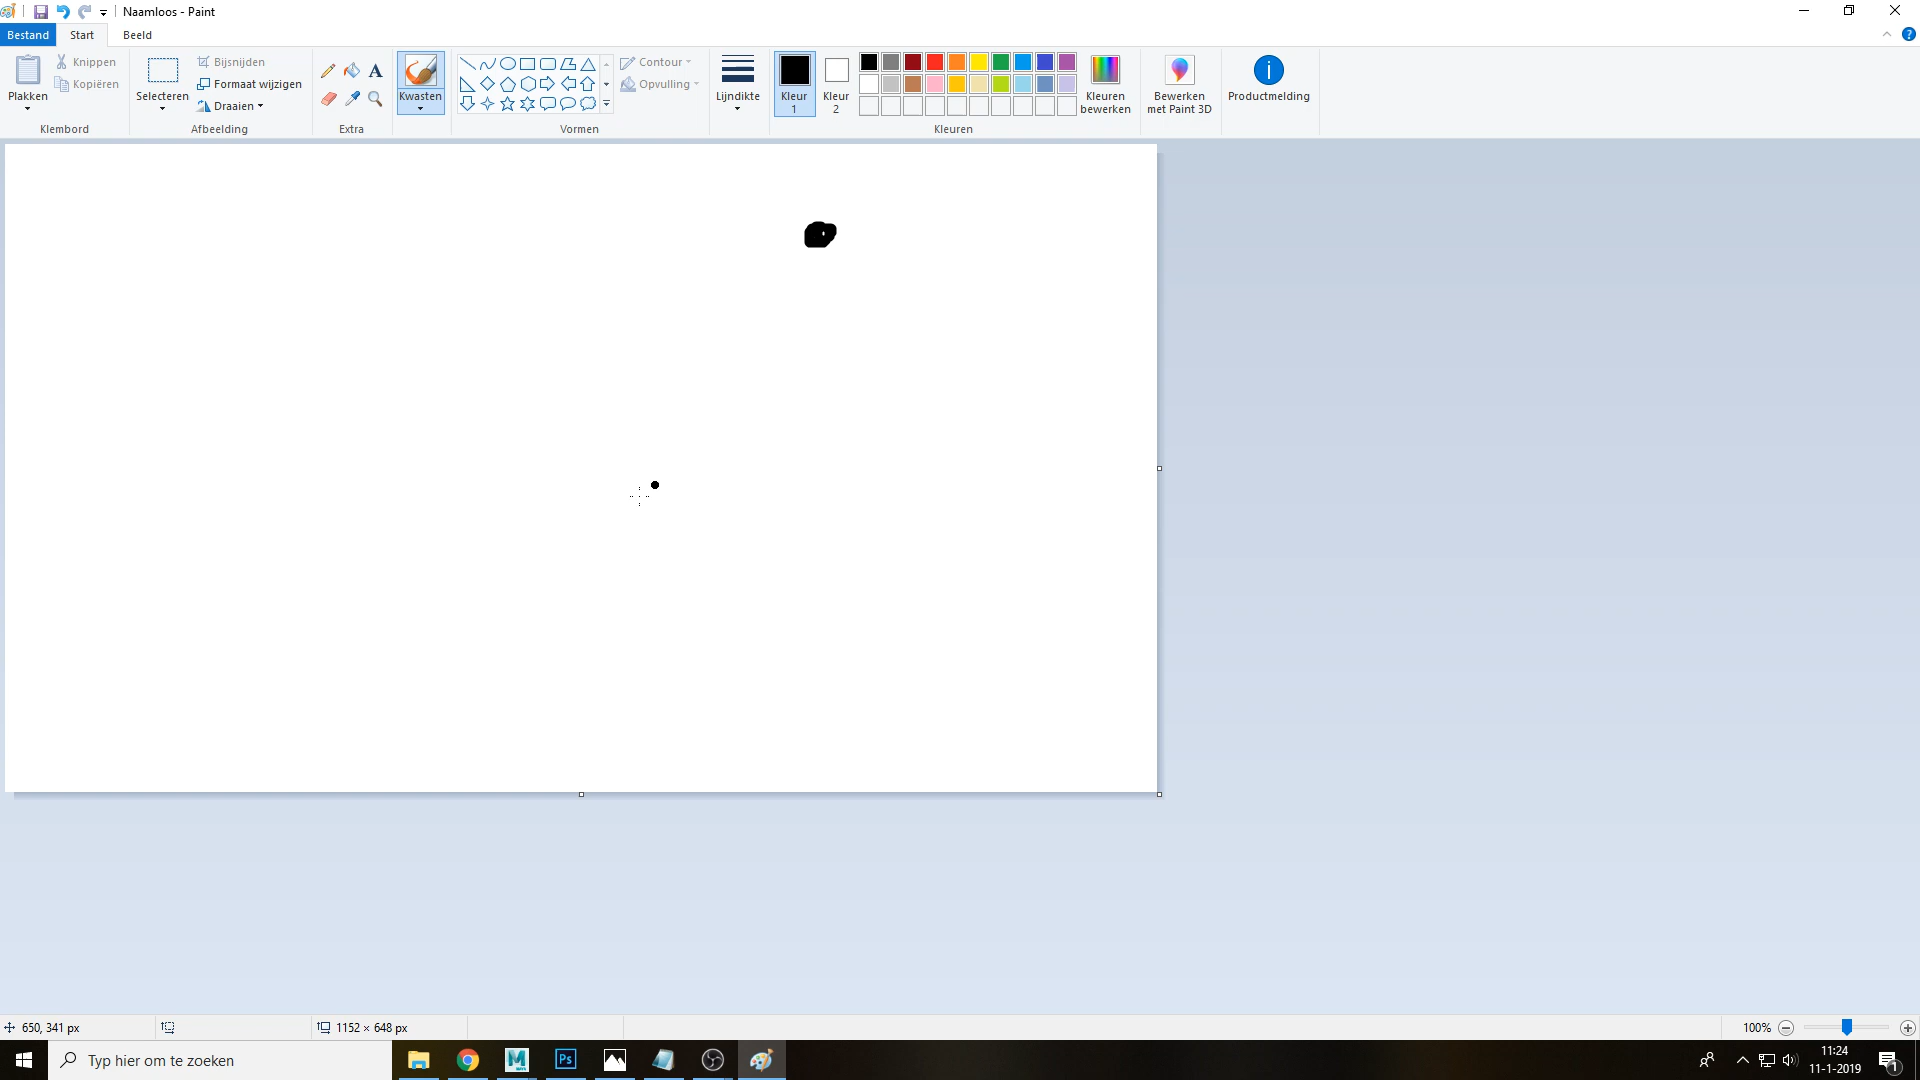 Naamloos - Paint
Bestand Start Beeld
Plakken
Knippen
Kopiëren
Klembord
Selecteren
Bijsnijden
Formaat wijzigen
Draaien
Afbeelding
A
Extra
Kwasten
Contour
Opvulling
Vormen
Lijndikte
Kleur
1
Kleur
2
Kleuren
bewerken
Kleuren
Bewerken
met Paint 3D
Productmelding
650, 341 px
1152 × 648 px
100%
Typ hier om te zoeken
Ps
11:24
11-1-2019
1